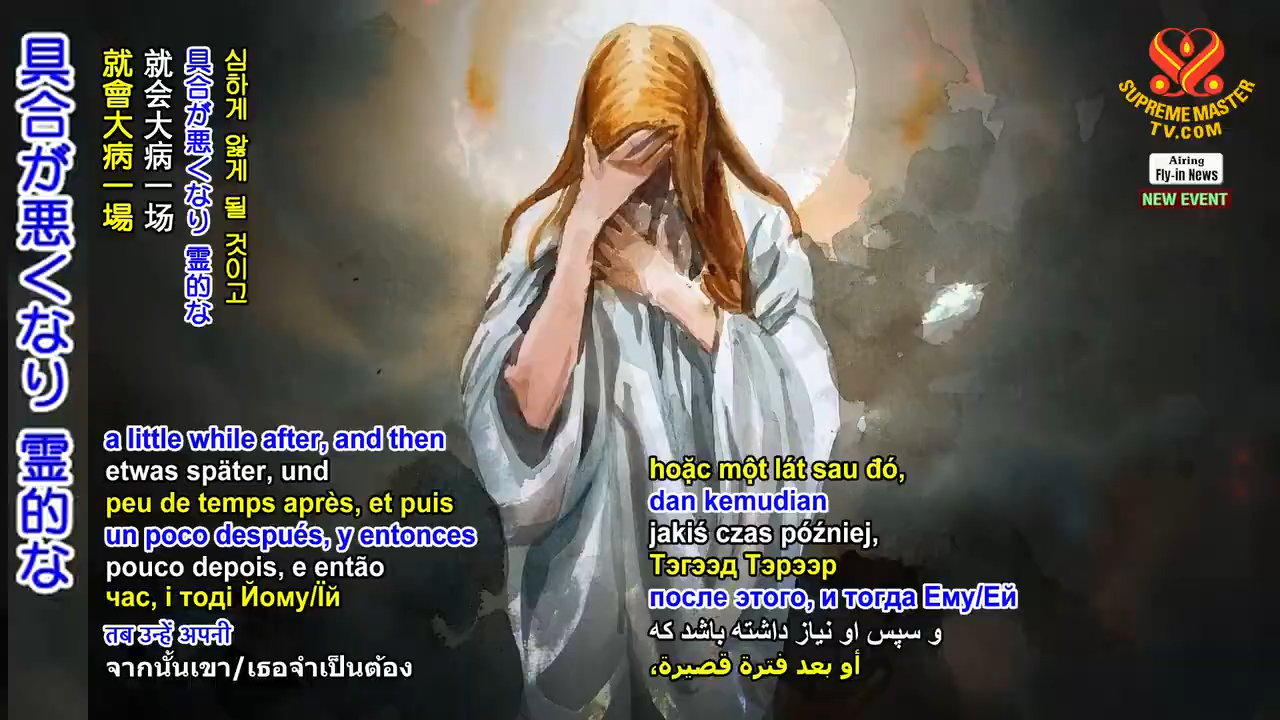 具合が悪くなり 霊的な
就會大病一場
就会大病一场
具合が悪くなり 霊的な
심하게 앓게 될 것이고
SUPREME MASTER
TV.COM
Airing
Fly-in News
NEW EVENT
a little while after, and then
etwas später, und
peu de temps après, et puis
un poco después, y entonces
pouco depois, e então
час, і тоді Йому/Їй
तब उन्हें अपनी
จากนั้นเขา/เธอจำเป็นต้อง
hoặc một lát sau đó,
dan kemudian
jakiś czas później,
Тэгээд Тэрээр
после этого, и тогда Ему/Ей
و سپس او نیاز داشته باشد که
أو بعد فترة قصيرة،